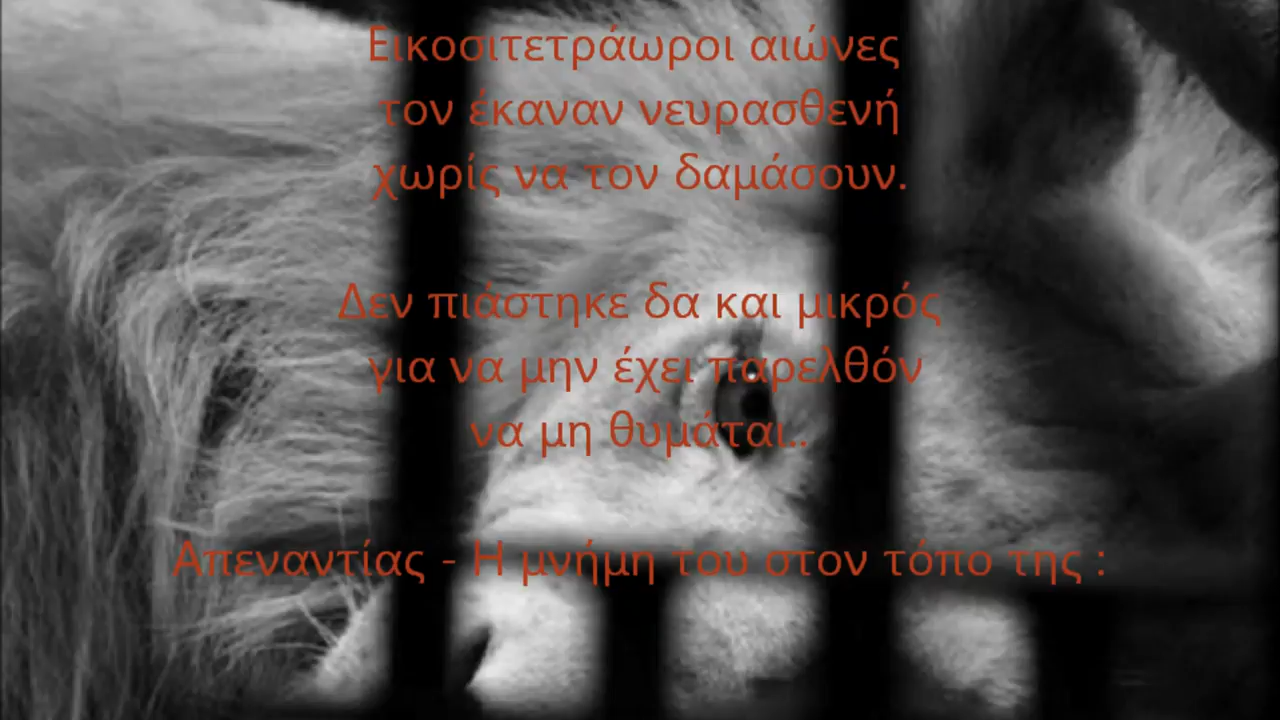 Εικοσιτετράωροι αιώνες
τον έκαναν νευρασθενή
χωρίς να τον δαμάσουν.
Δεν πιάστηκε δα και μικρός
για να μην έχει παρελθόν
να μη θυμάται..
Απεναντίας - Η μνήμη του στον τόπο της :